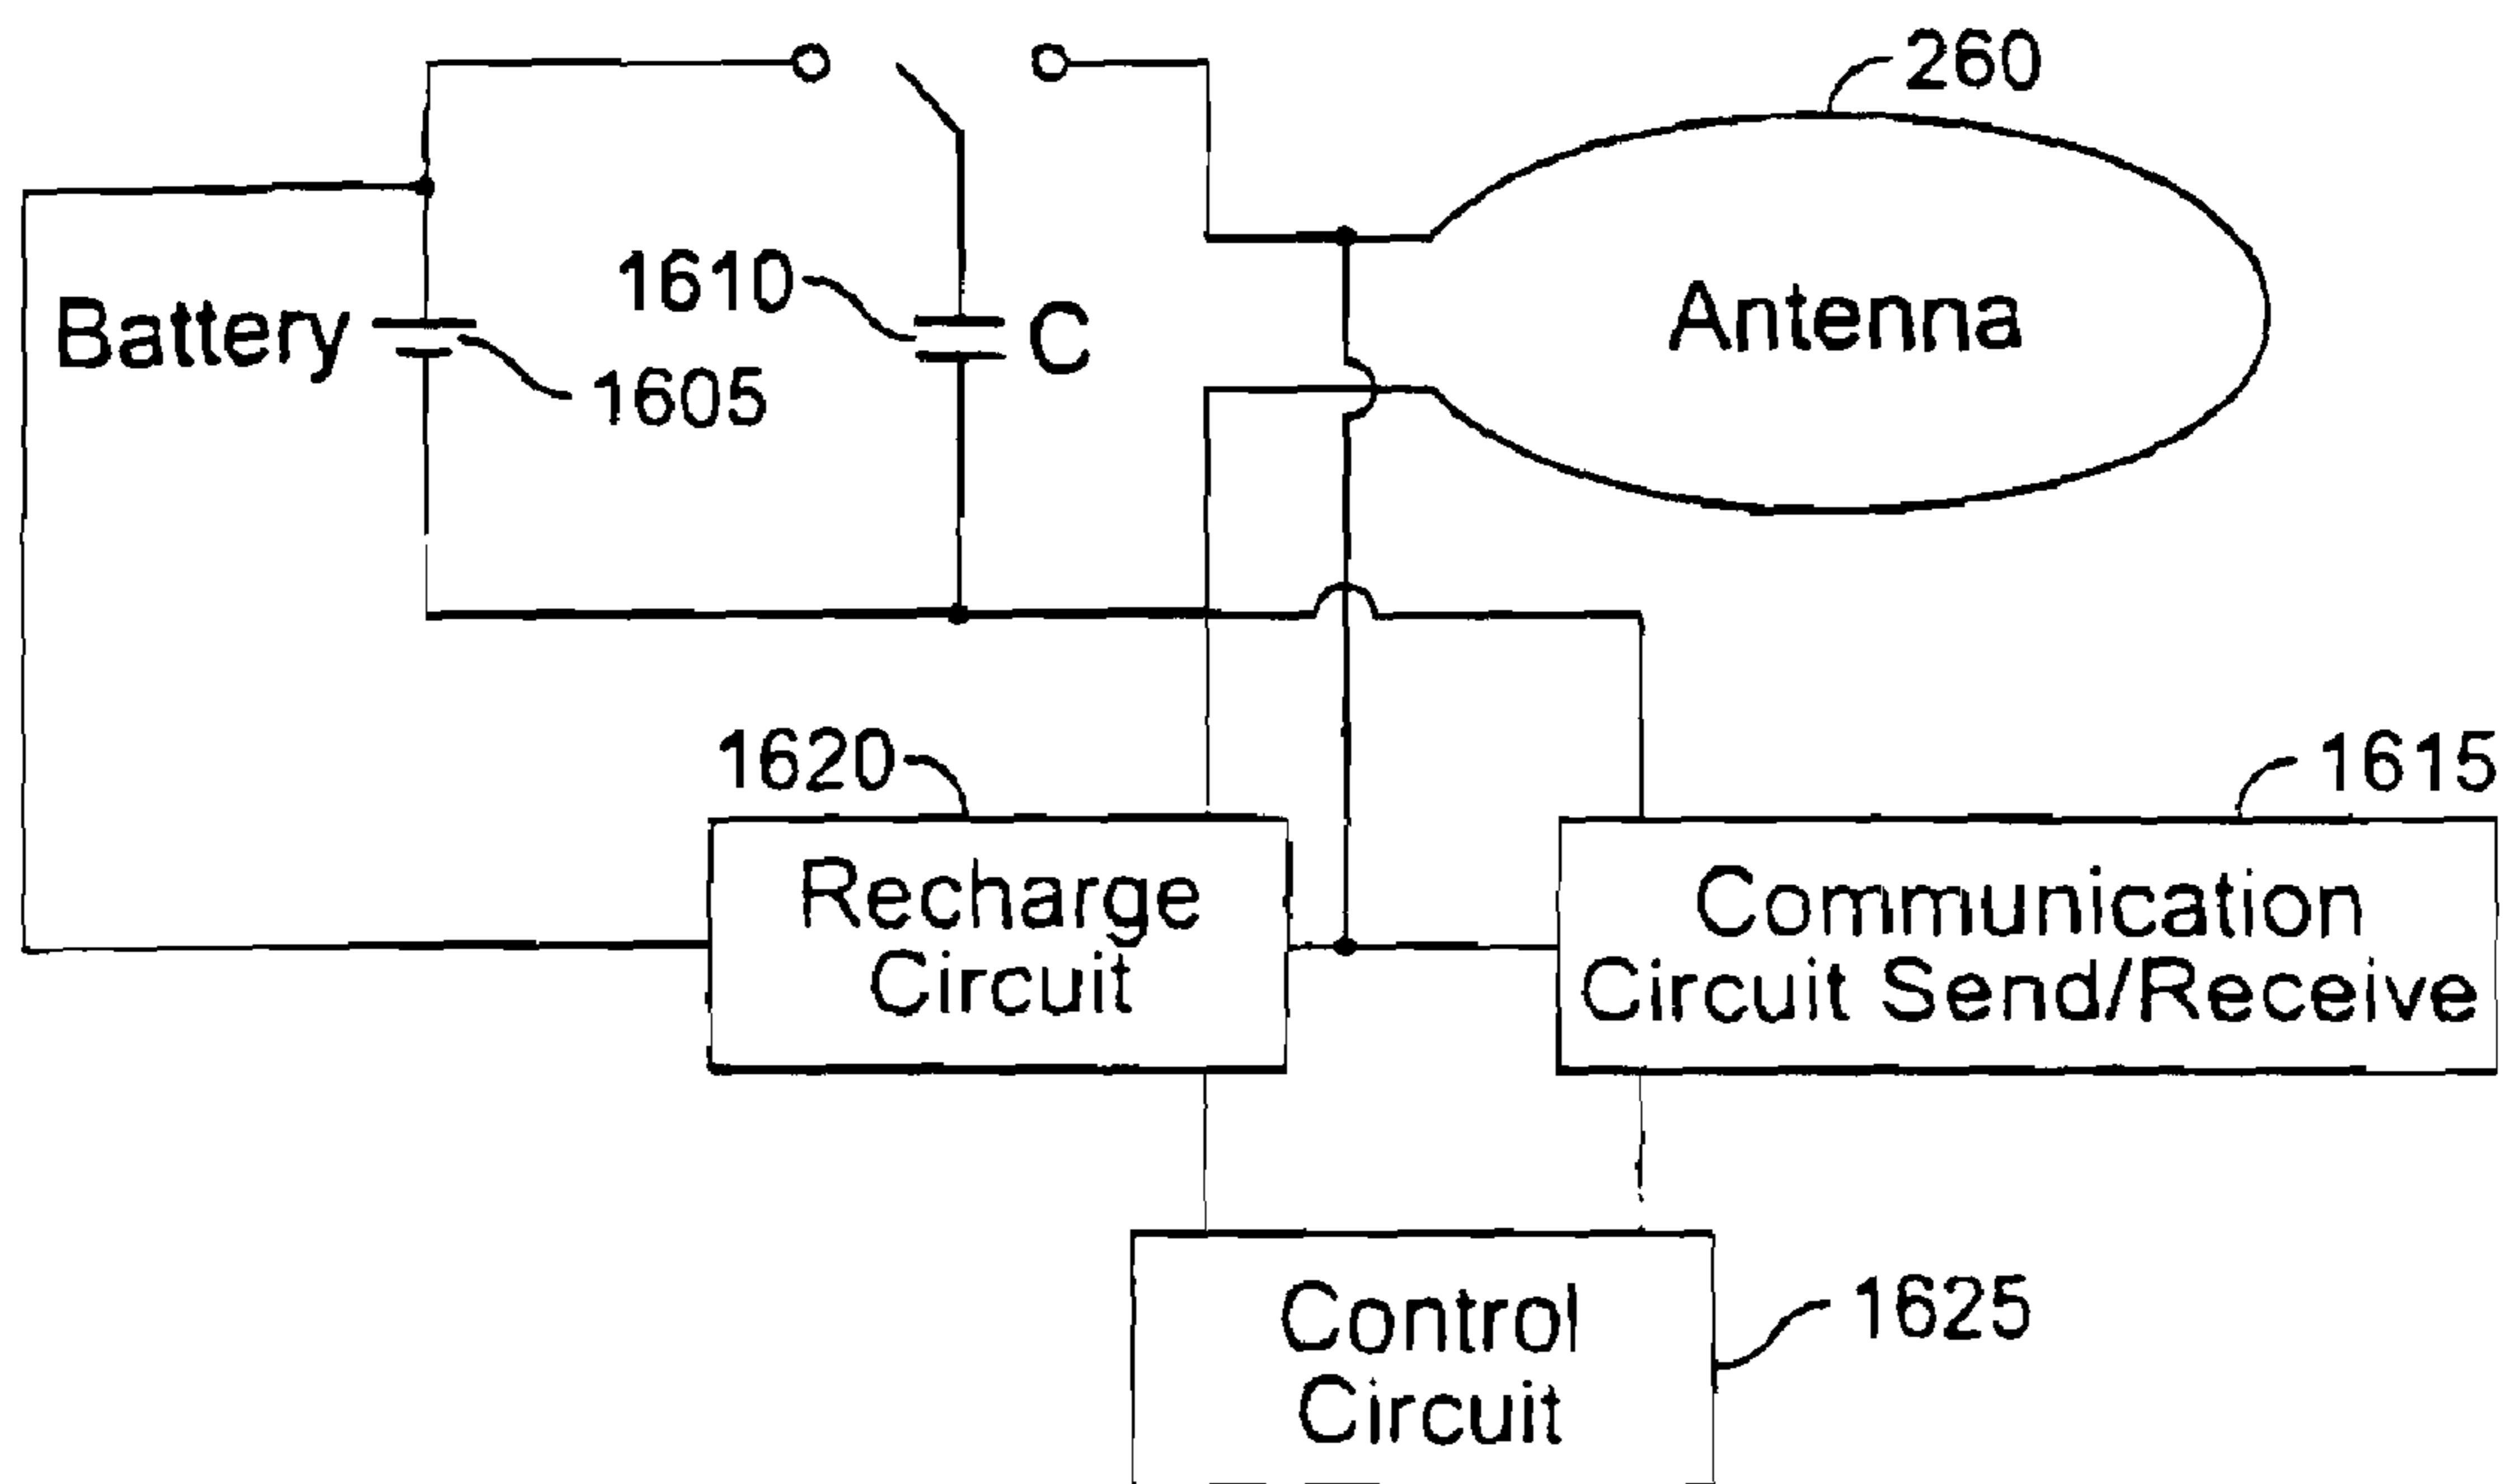 260
1610
Battery
C
Antenna
1605
1620
1615
Recharge
Circuit
Communication
Circuit Send/Receive
Control
Circuit
1625